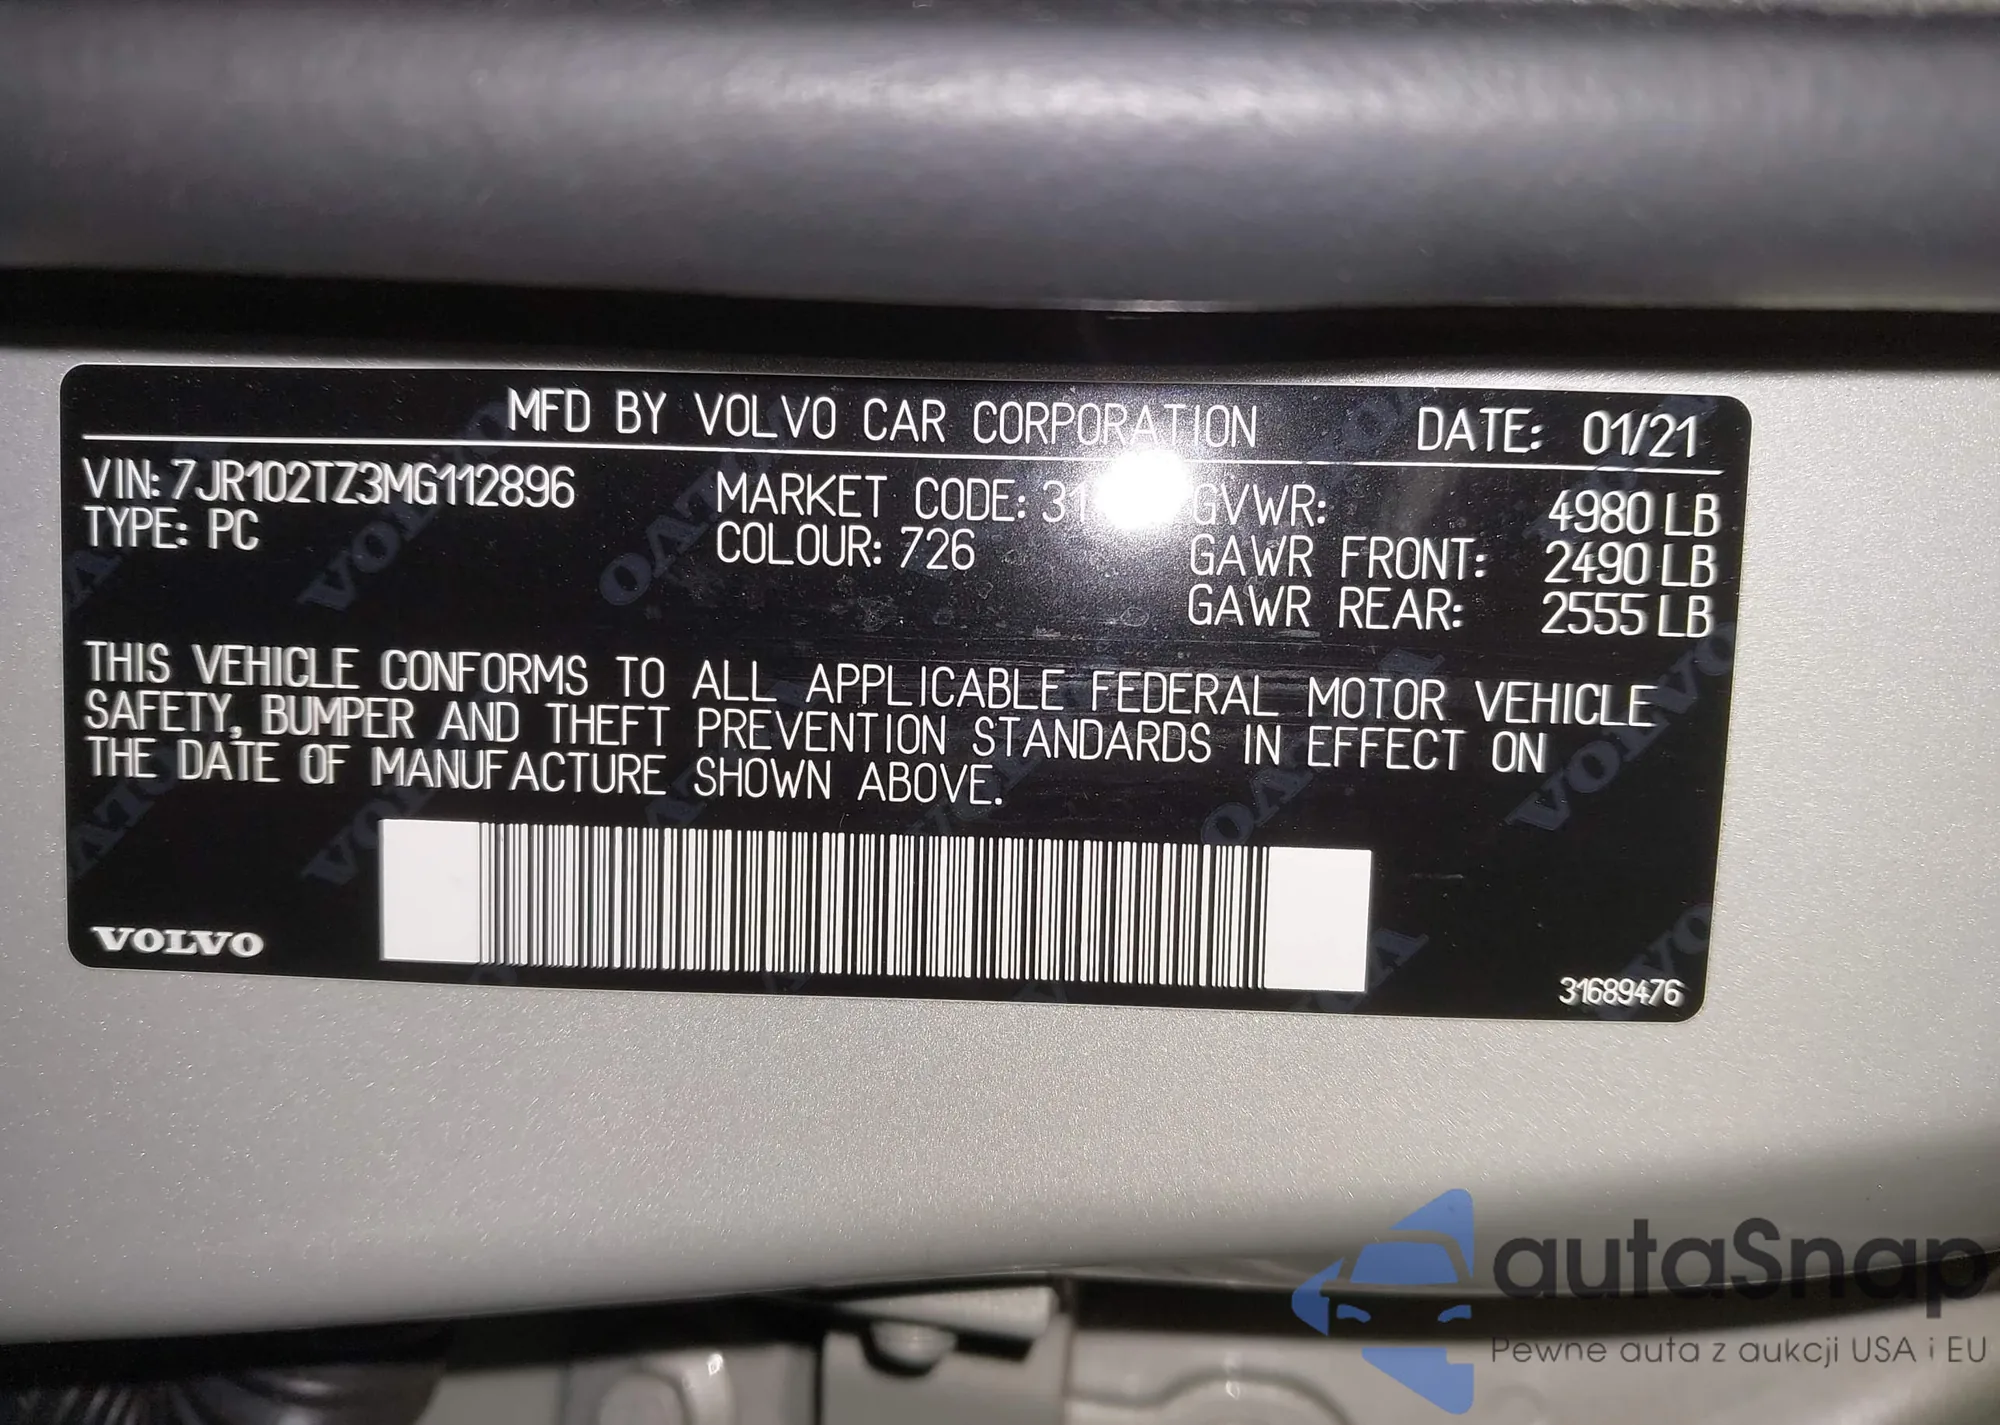 MFD BY VOLVO CAR CORPORATION DATE: 01/21
VIN: 7JR102TZ3MG112896 MARKET CODE: GVWR: 4980 LB
TYPE: PC COLOUR: 726 GAWR FRONT: 2490 LB
GAWR REAR: 2555 LB
THIS VEHICLE CONFORMS TO ALL APPLICABLE FEDERAL MOTOR VEHICLE
SAFETY, BUMPER AND THEFT PREVENTION STANDARDS IN EFFECT ON
THE DATE OF MANUFACTURE SHOWN ABOVE.
VOLVO
31689476
autaSnap
Pewne auta z aukcji USA i EU